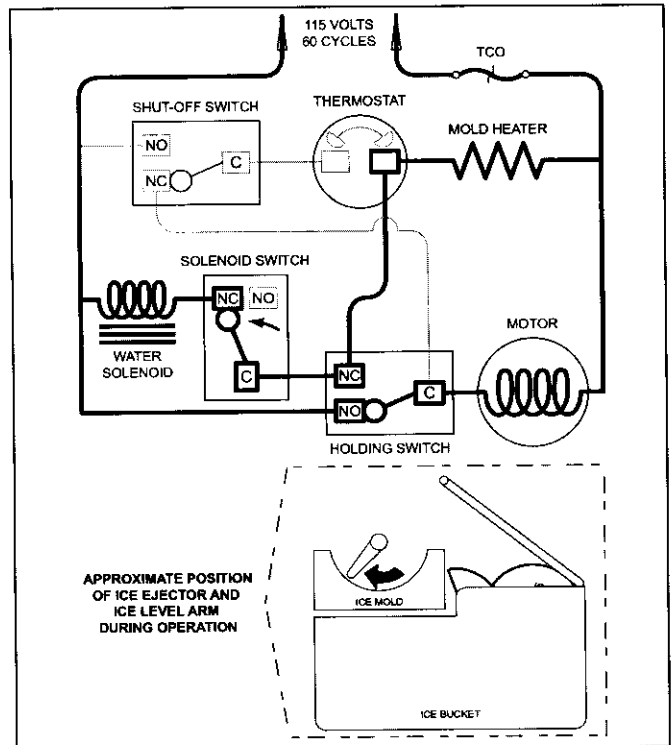 115 VOLTS
60 CYCLES
TCO
SHUT-OFF SWITCH
THERMOSTAT
MOLD HEATER
NO
C
NC
SOLENOID SWITCH
NC NO
MOTOR
WATER
SOLENOID
C
NC
C
NO
HOLDING SWITCH
APPROXIMATE POSITION
OF ICE EJECTOR AND
ICE LEVEL ARM
DURING OPERATION
ICE MOLD
ICE BUCKET